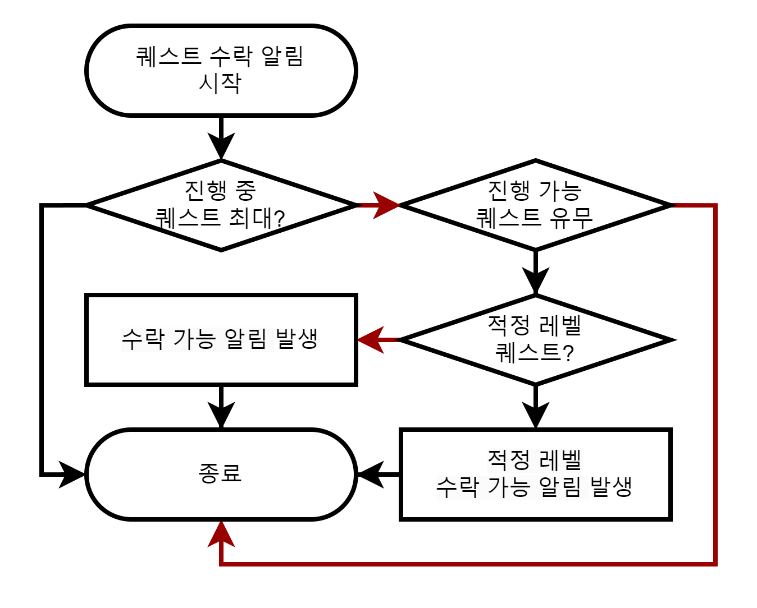 퀘스트 수락 알림
시작
진행 중
퀘스트 최대?
진행 가능
퀘스트 유무
수락 가능 알림 발생
적정 레벨
퀘스트?
종료
적정 레벨
수락 가능 알림 발생